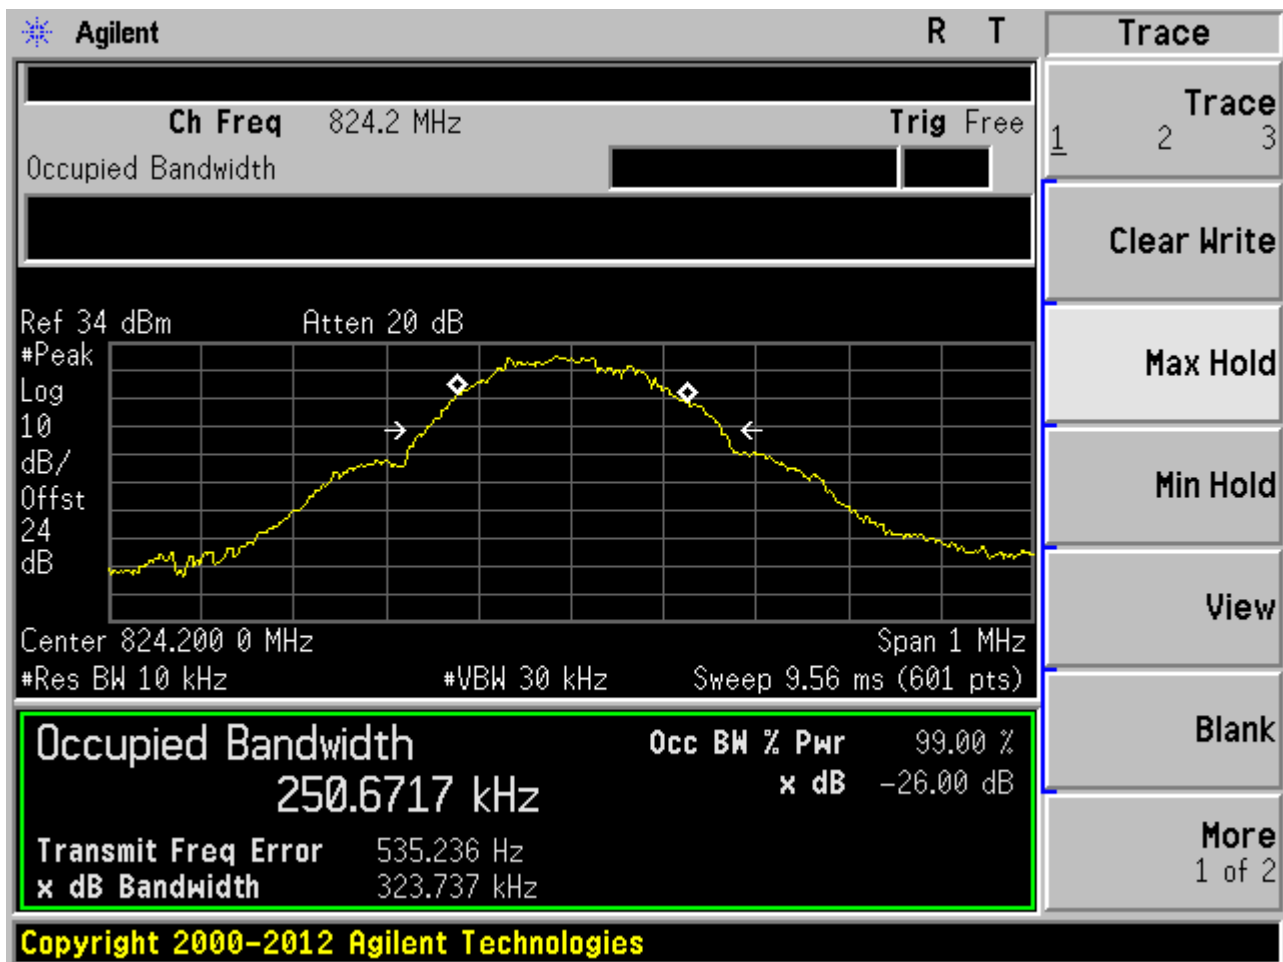 Agilent
R T
Ch Freq 824.2 MHz
Trig Free
Occupied Bandwidth
Ref 34 dBm
Atten 20 dB
#Peak
Log
10
dB/
Offst
24
dB
Center 824.200 0 MHz
Span 1 MHz
#Res BW 10 kHz
#VBW 30 kHz
Sweep 9.56 ms (601 pts)
Occupied Bandwidth
250.6717 kHz
Occ BW % Pwr 99.00 %
x dB -26.00 dB
Transmit Freq Error 535.236 Hz
x dB Bandwidth 323.737 kHz
Copyright 2000-2012 Agilent Technologies
Trace
Trace
1 2 3
Clear Write
Max Hold
Min Hold
View
Blank
More
1 of 2